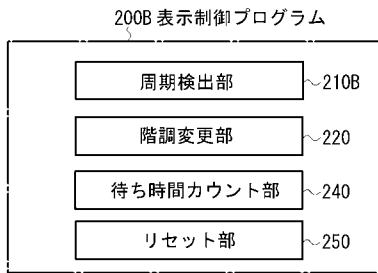 200B 表示制御プログラム
周期検出部 210B
階調変更部 220
待ち時間カウント部 240
リセット部 250